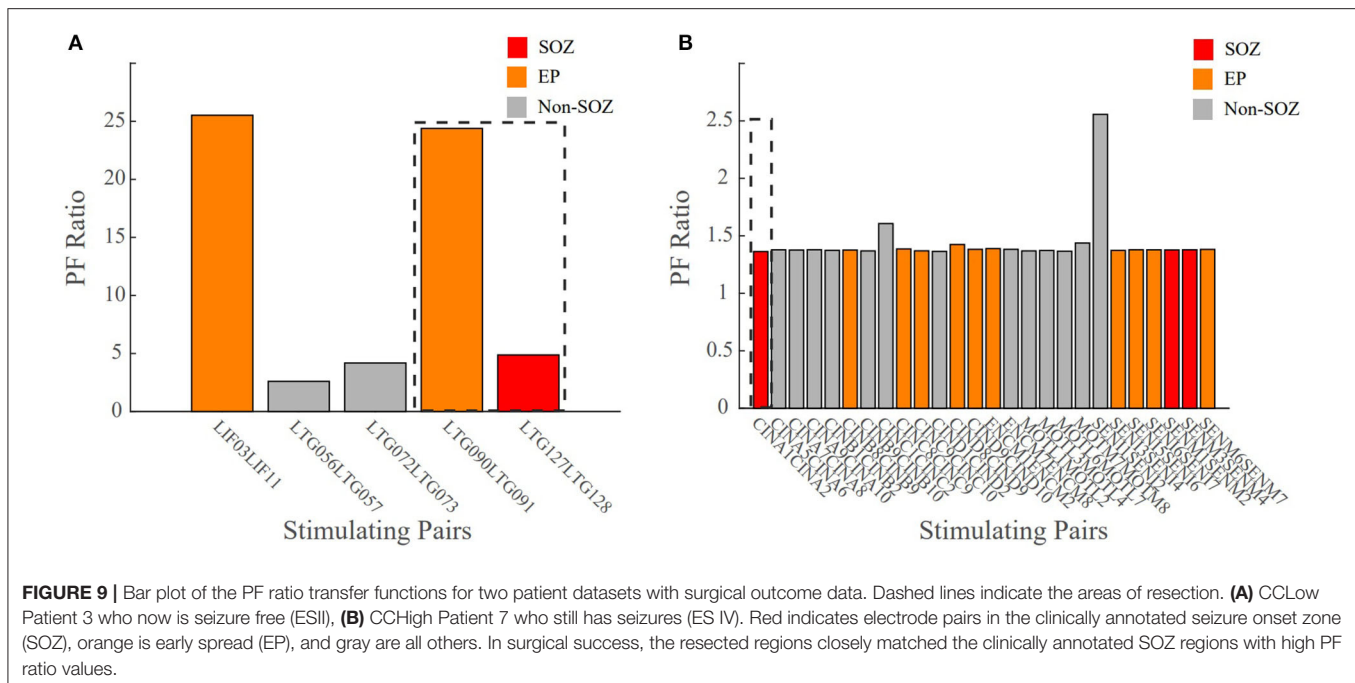 A
SOZ
EP
Non-SOZ
25
20
15
10
5
0
PF Ratio
LIF03LIF11
LTG056LTG057
LTG072LTG073
LTG090LTG091
LTG127LTG128
Stimulating Pairs
B
SOZ
EP
Non-SOZ
2.5
2
1.5
1
0.5
0
PF Ratio
CINA1CINA2
CINA5CINA6
CINA7CINA8
CINA9CINA10
SENM3SENM4
SENM6SENM7
Stimulating Pairs
FIGURE 9 | Bar plot of the PF ratio transfer functions for two patient datasets with surgical outcome data. Dashed lines indicate the areas of resection. (A) CCLow
Patient 3 who now is seizure free (ESII), (B) CCHigh Patient 7 who still has seizures (ES IV). Red indicates electrode pairs in the clinically annotated seizure onset zone
(SOZ), orange is early spread (EP), and gray are all others. In surgical success, the resected regions closely matched the clinically annotated SOZ regions with high PF
ratio values.